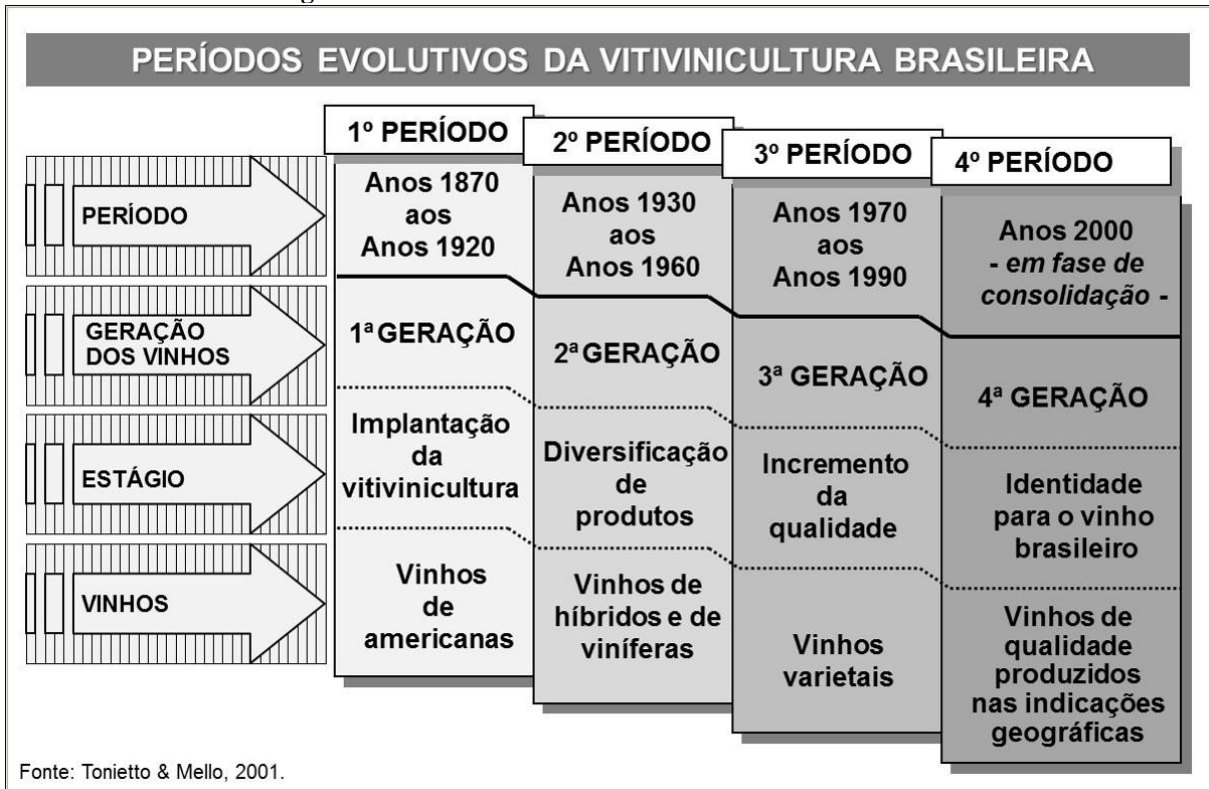 PERÍODOS EVOLUTIVOS DA VITIVINICULTURA BRASILEIRA
1º PERÍODO
2º PERÍODO
3º PERÍODO
4º PERÍODO
PERÍODO
Anos 1870
aos
Anos 1920
Anos 1930
aos
Anos 1960
Anos 1970
aos
Anos 1990
Anos 2000
- em fase de
consolidação -
GERAÇÃO
DOS VINHOS
1ª GERAÇÃO
2ª GERAÇÃO
3ª GERAÇÃO
4ª GERAÇÃO
ESTÁGIO
Implantação
da
vitivinicultura
Diversificação
de
produtos
Incremento
da
qualidade
Identidade
para o vinho
brasileiro
VINHOS
Vinhos
de
americanas
Vinhos de
híbridos e de
viníferas
Vinhos
varietais
Vinhos de
qualidade
produzidos
nas indicações
geográficas
Fonte: Tonietto & Mello, 2001.